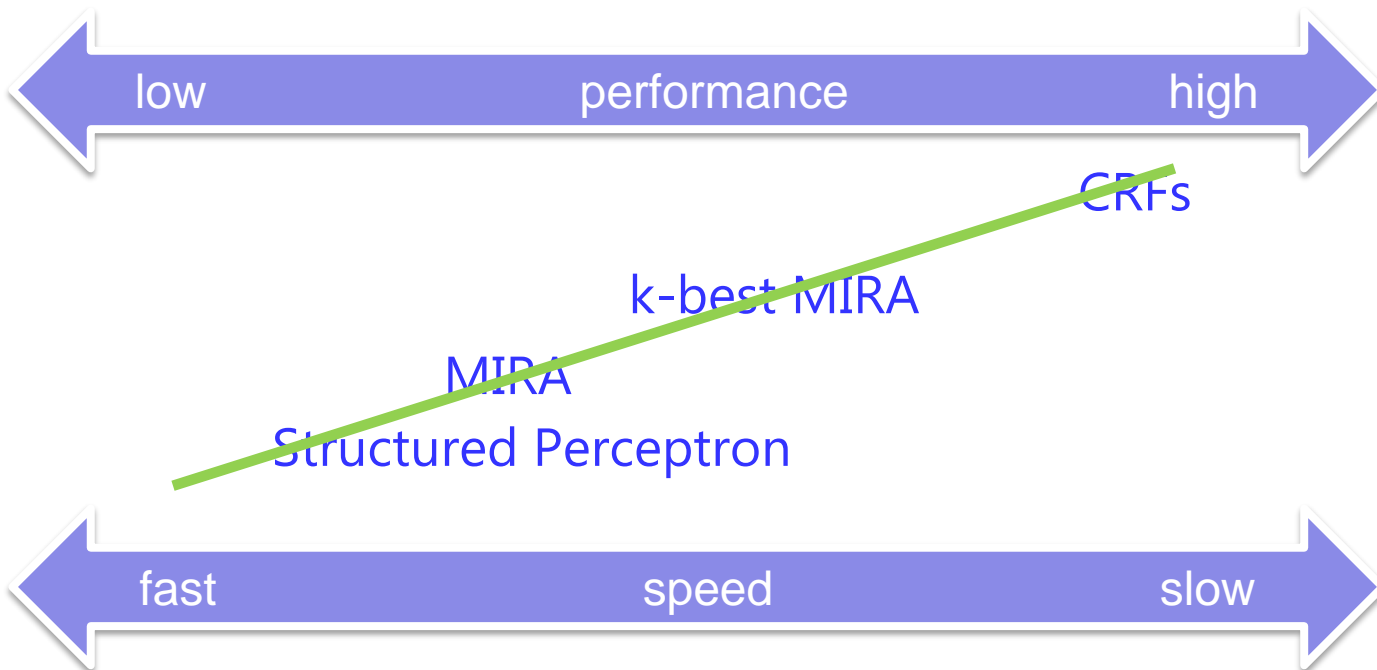 low performance high
CRFs
k-best MIRA
MIRA
Structured Perceptron
fast speed slow